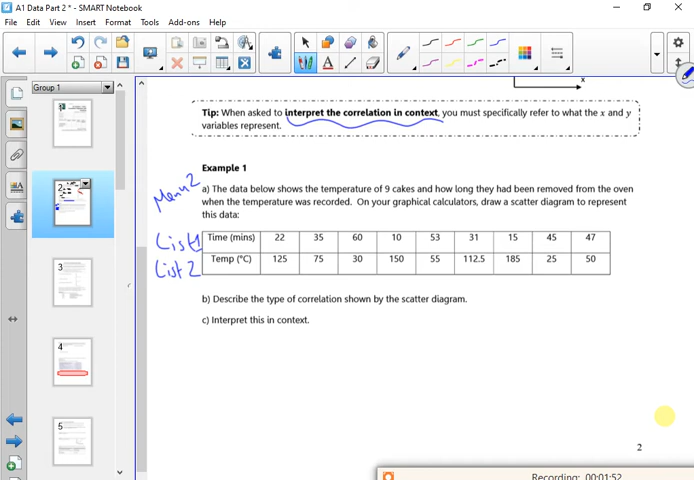 A1 Data Part 2 * - SMART Notebook
File Edit View Insert Format Tools Add-ons Help
Group 1
1
2
3
4
5
x
Tip: When asked to interpret the correlation in context, you must specifically refer to what the x and y
variables represent.
Example 1
Menu 2
a) The data below shows the temperature of 9 cakes and how long they had been removed from the oven
when the temperature was recorded. On your graphical calculators, draw a scatter diagram to represent
this data:
List 1 Time (mins) 22 35 60 10 53 31 15 45 47
List 2 Temp (°C) 125 75 30 150 55 112.5 185 25 50
b) Describe the type of correlation shown by the scatter diagram.
c) Interpret this in context.
2
Recording: 00:01:52